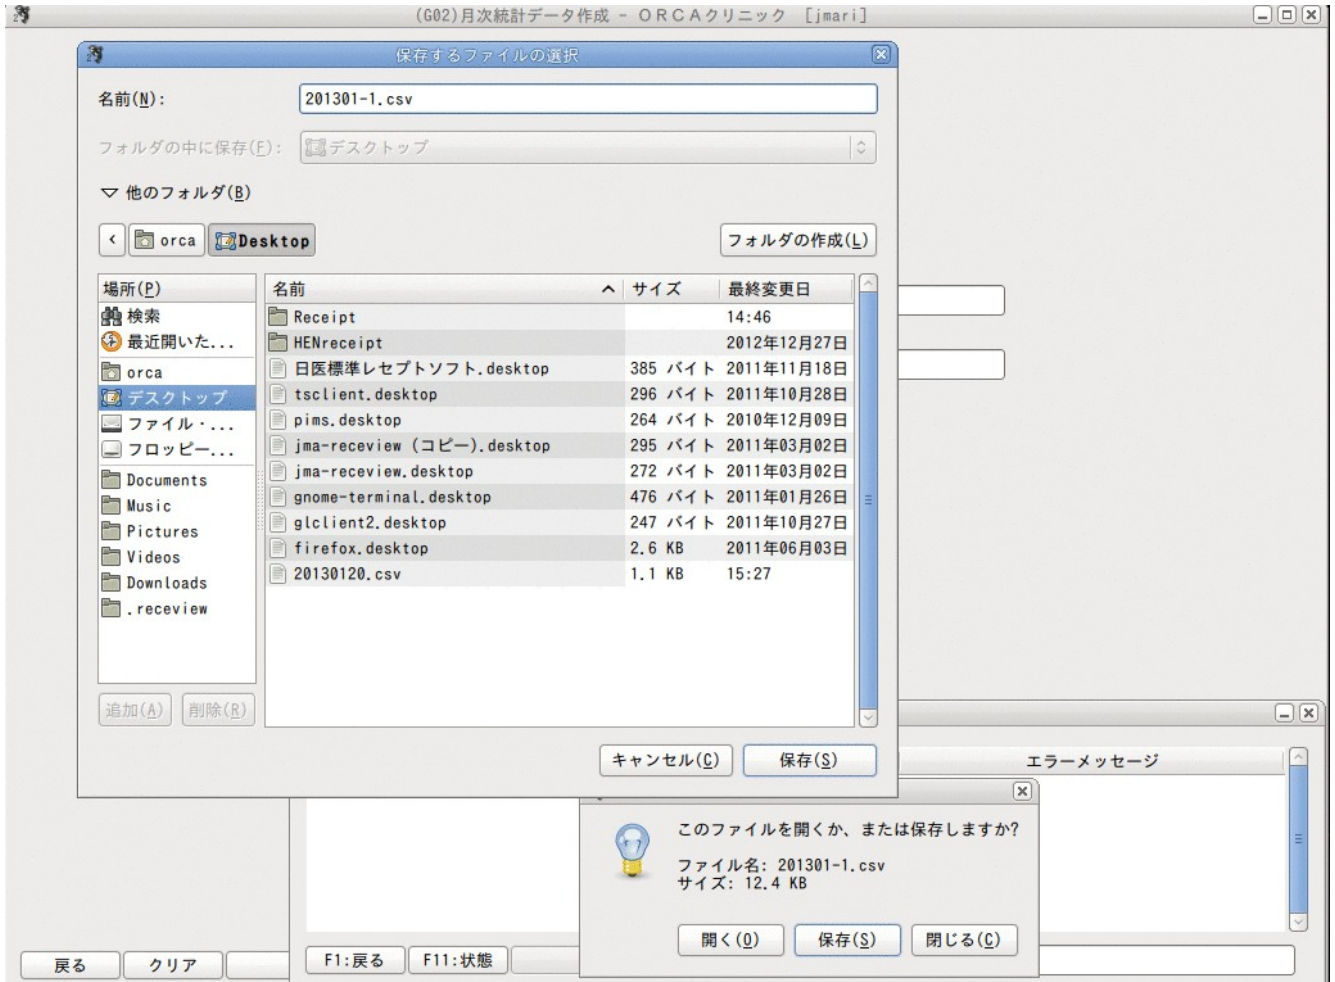 (G02)月次統計データ作成 - ＯＲＣＡクリニック [jmari]
保存するファイルの選択
名前(N):
201301-1.csv
フォルダの中に保存(F):
デスクトップ
他のフォルダ(B)
orca
Desktop
フォルダの作成(L)
場所(P)
検索
最近開いた...
orca
デスクトップ
ファイル・...
フロッピー...
Documents
Music
Pictures
Videos
Downloads
.receview
追加(A)
削除(R)
名前 サイズ 最終変更日
Receipt 14:46
HENreceipt 2012年12月27日
日医標準レセプトソフト.desktop 385 バイト 2011年11月18日
tsclient.desktop 296 バイト 2011年10月28日
pims.desktop 264 バイト 2010年12月09日
jma-receview (コピー).desktop 295 バイト 2011年03月02日
jma-receview.desktop 272 バイト 2011年03月02日
gnome-terminal.desktop 476 バイト 2011年01月26日
glclient2.desktop 247 バイト 2011年10月27日
firefox.desktop 2.6 KB 2011年06月03日
20130120.csv 1.1 KB 15:27
キャンセル(C)
保存(S)
エラーメッセージ
このファイルを開くか、または保存しますか?
ファイル名: 201301-1.csv
サイズ: 12.4 KB
開く(O)
保存(S)
閉じる(C)
戻る
クリア
F1:戻る
F11:状態